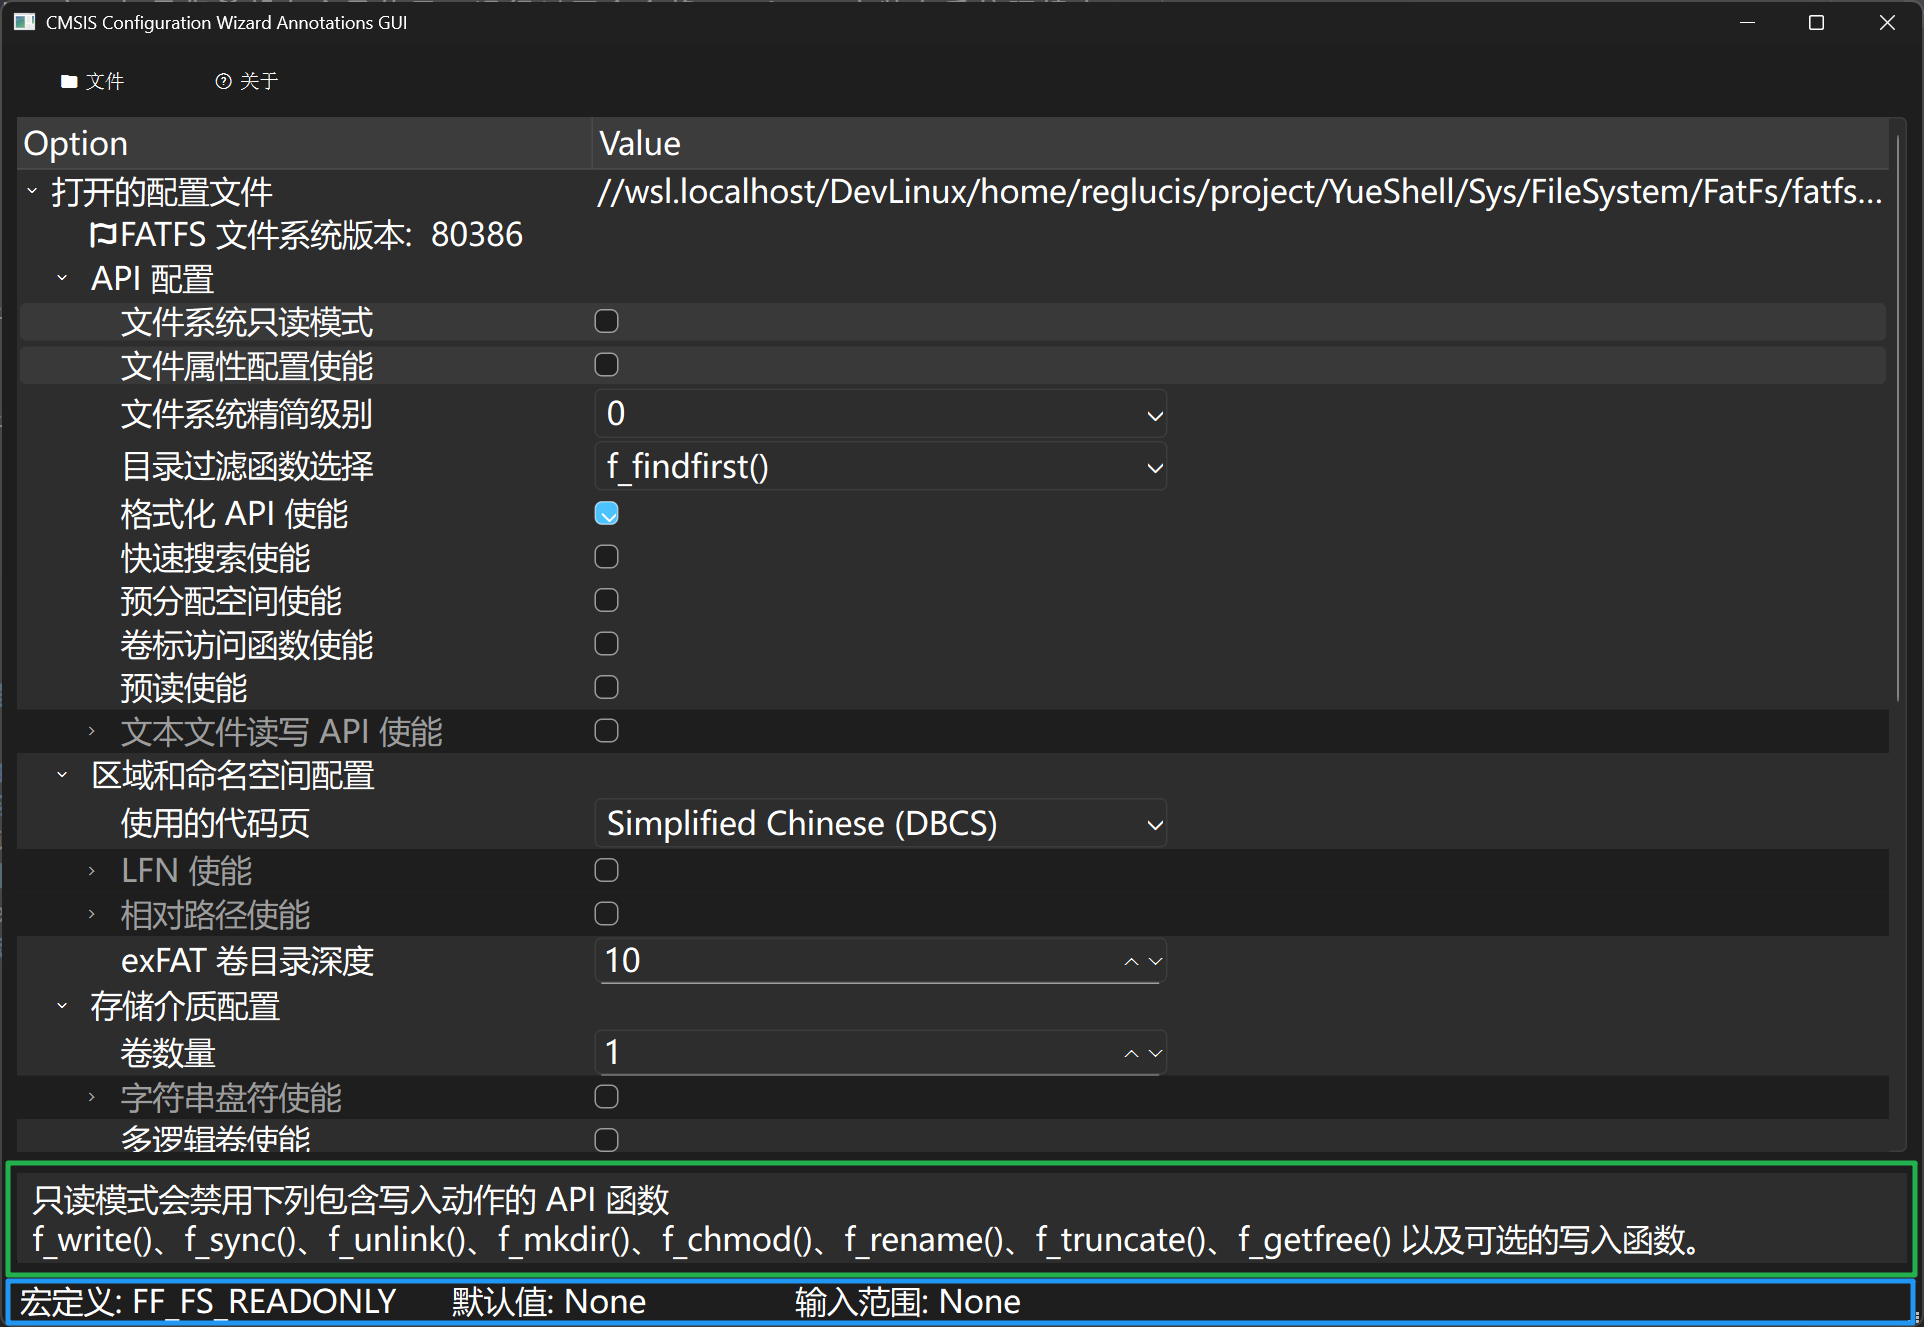 CMSIS Configuration Wizard Annotations GUI
文件 关于
Option Value
打开的配置文件 //wsl.localhost/DevLinux/home/reglucis/project/YueShell/Sys/FileSystem/FatFs/fatfs...
FATFS 文件系统版本: 80386
API 配置
文件系统只读模式
文件属性配置使能
文件系统精简级别 0
目录过滤函数选择 f_findfirst()
格式化 API 使能
快速搜索使能
预分配空间使能
卷标访问函数使能
预读使能
文本文件读写 API 使能
区域和命名空间配置
使用的代码页 Simplified Chinese (DBCS)
LFN 使能
相对路径使能
exFAT 卷目录深度 10
存储介质配置
卷数量 1
字符串盘符使能
多逻辑卷使能
只读模式会禁用下列包含写入动作的 API 函数
f_write()、f_sync()、f_unlink()、f_mkdir()、f_chmod()、f_rename()、f_truncate()、f_getfree() 以及可选的写入函数。
宏定义: FF_FS_READONLY 默认值: None 输入范围: None